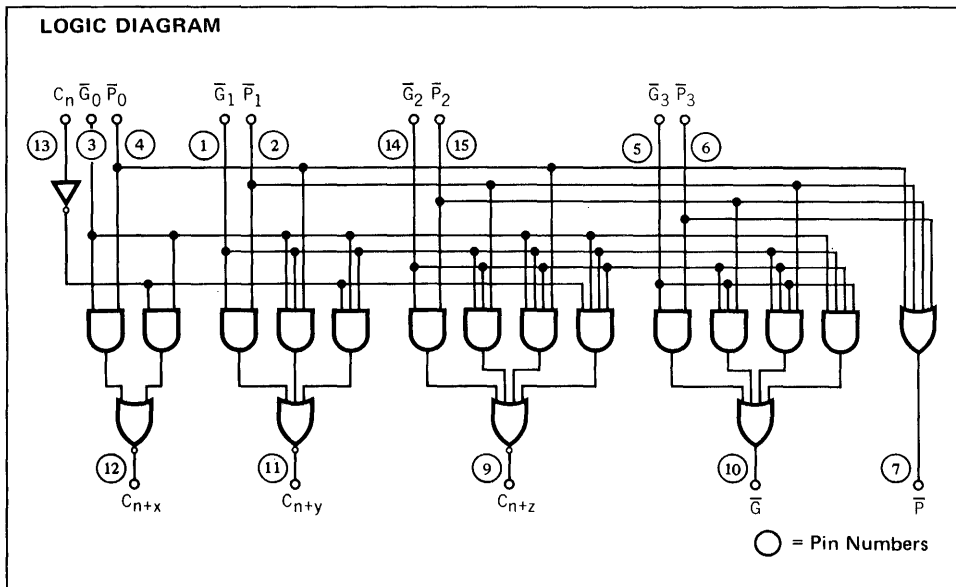 LOGIC DIAGRAM
Cn G̅0 P̅0 G̅1 P̅1 G̅2 P̅2 G̅3 P̅3
13 3 4 1 2 14 15 5 6
12 11 9 10 7
Cn+x Cn+y Cn+z G̅ P̅
= Pin Numbers